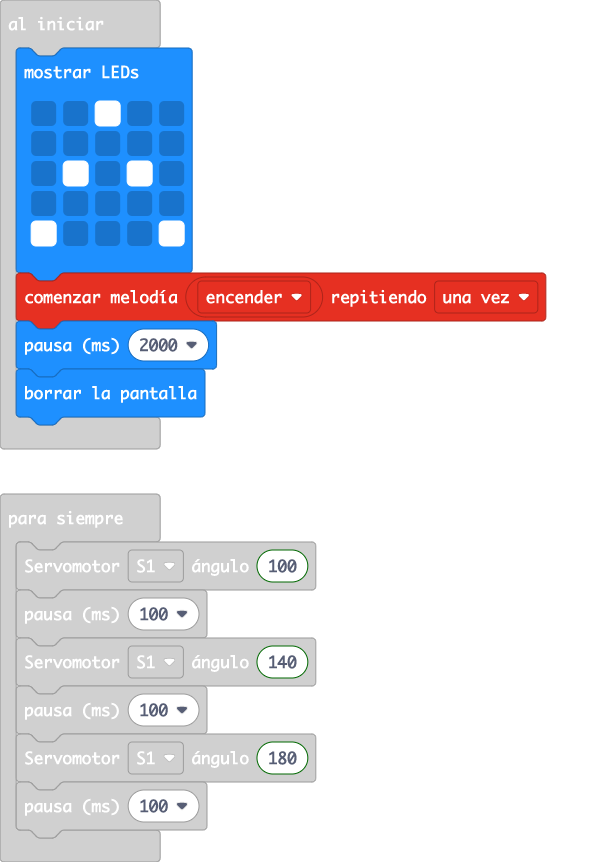 al iniciar
mostrar LEDs
comenzar melodía encender repitiendo una vez
pausa (ms) 2000
borrar la pantalla
para siempre
Servomotor S1 ángulo 100
pausa (ms) 100
Servomotor S1 ángulo 140
pausa (ms) 100
Servomotor S1 ángulo 180
pausa (ms) 100